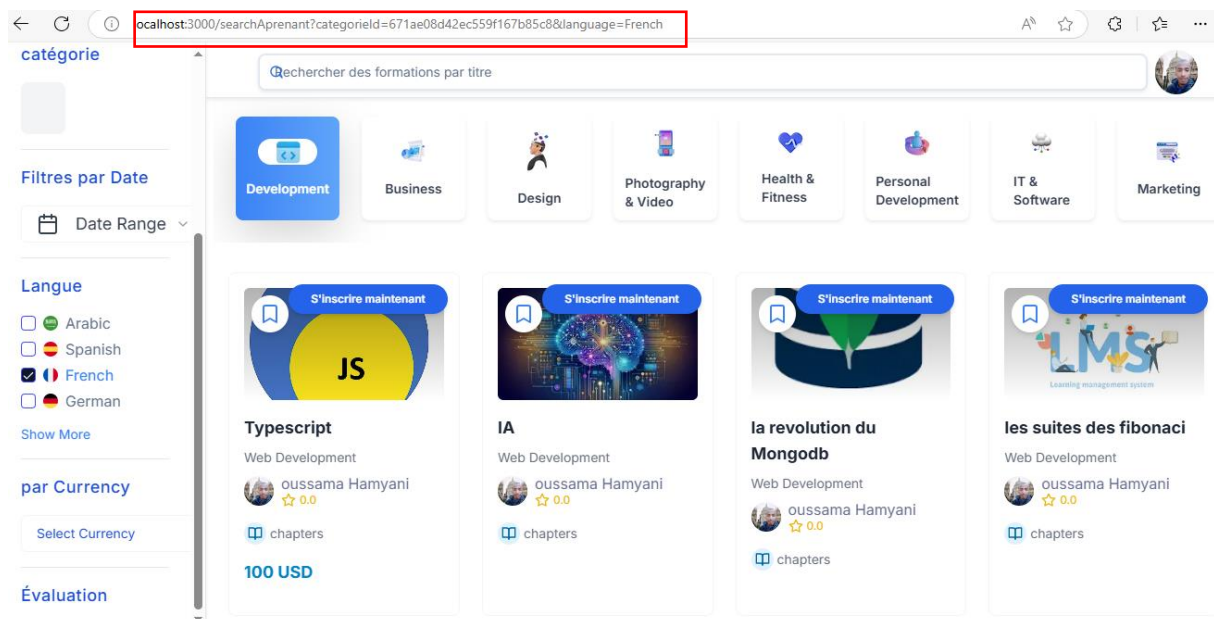 ocalhost:3000/searchAprenant?categorieId=671ae08d42ec559f167b85c8&language=French
catégorie
Rechercher des formations par titre
Filtres par Date
Date Range
Langue
Arabic
Spanish
French
German
Show More
par Currency
Select Currency
Évaluation
Development
Business
Design
Photography
& Video
Health &
Fitness
Personal
Development
IT &
Software
Marketing
S'inscrire maintenant
JS
Typescript
Web Development
oussama Hamyani
0.0
chapters
100 USD
S'inscrire maintenant
IA
Web Development
oussama Hamyani
0.0
chapters
S'inscrire maintenant
la revolution du
Mongodb
Web Development
oussama Hamyani
0.0
chapters
S'inscrire maintenant
LMS
Learning management system
les suites des fibonaci
Web Development
oussama Hamyani
0.0
chapters